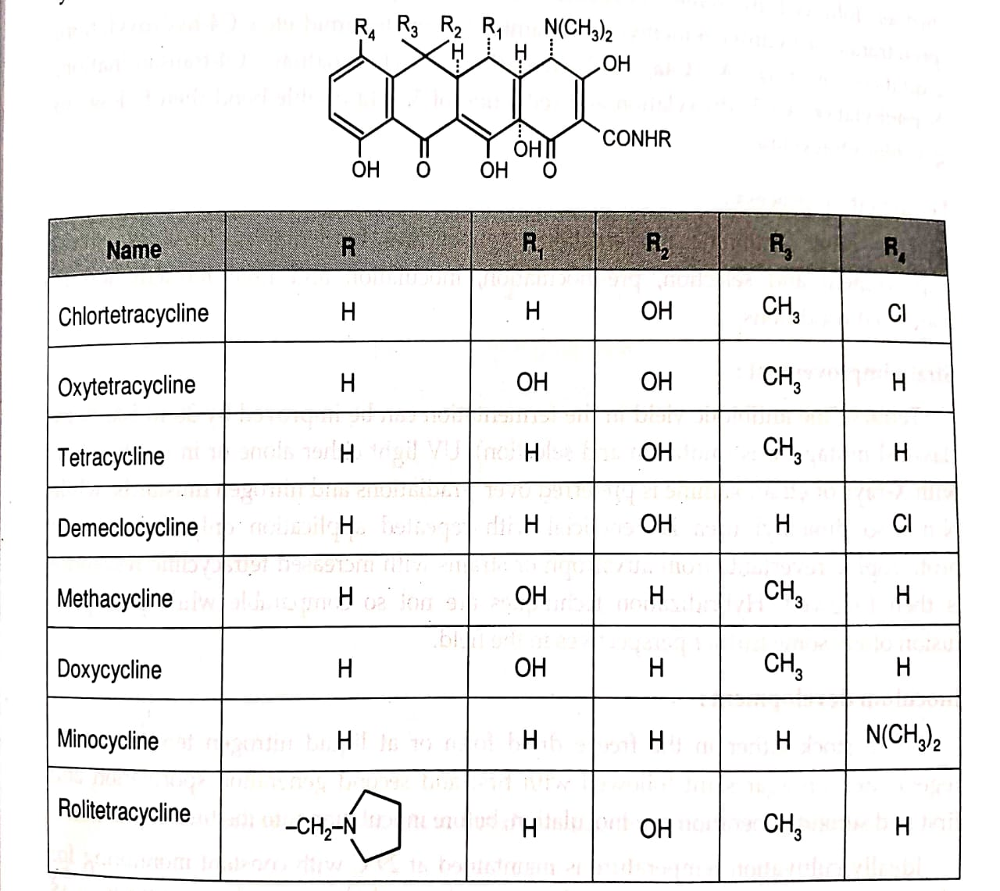 R₄ R₃ R₂ R₁ N(CH₃)₂
H H OH
CONHR
OH
OH O OH O
Name R R₁ R₂ R₃ R₄
Chlortetracycline H H OH CH₃ Cl
Oxytetracycline H OH OH CH₃ H
Tetracycline H H OH CH₃ H
Demeclocycline H H OH H Cl
Methacycline H OH H CH₃ H
Doxycycline H OH H CH₃ H
Minocycline H H H H N(CH₃)₂
Rolitetracycline –CH₂–N H OH CH₃ H